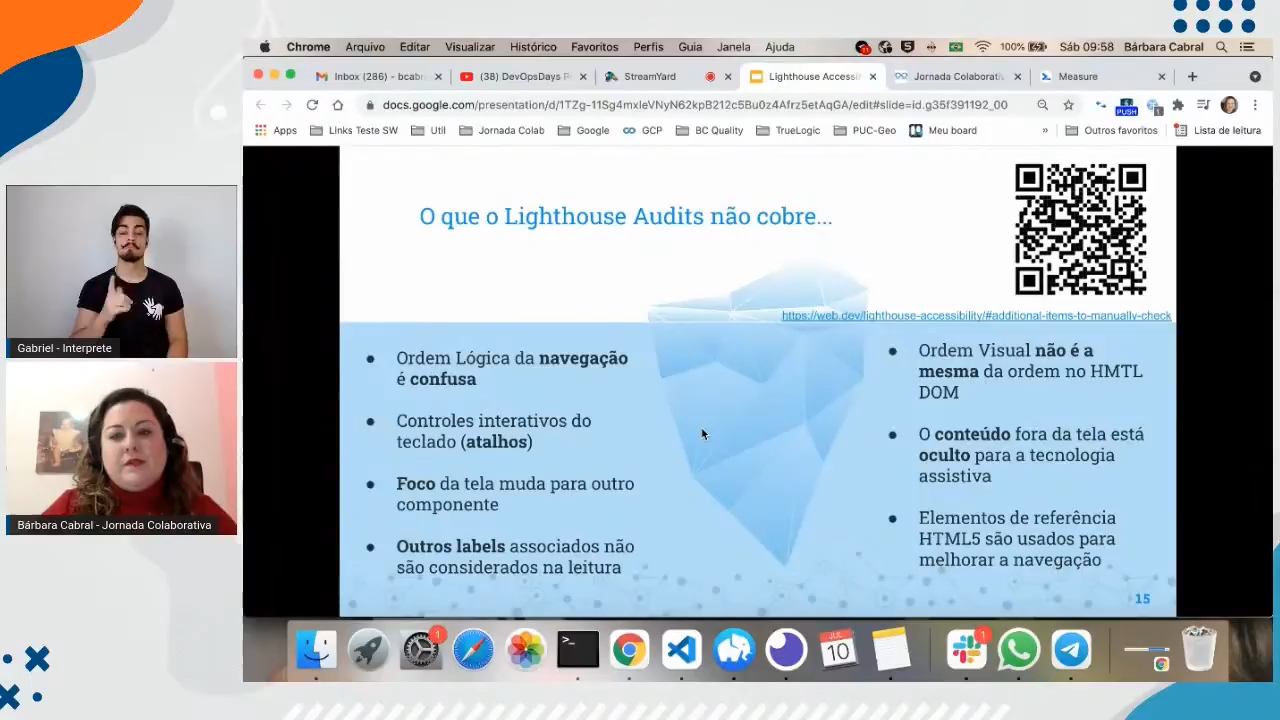 Chrome Arquivo Editar Visualizar Histórico Favoritos Perfis Guia Janela Ajuda
100% Sáb 09:58 Bárbara Cabral
Inbox (286) - bcabr
(38) DevOpsDays P
StreamYard
Lighthouse Accessi
Jornada Colaborati
Measure
docs.google.com/presentation/d/1TZg-11Sg4mxleVNyN62kpB212c5Bu0z4Afrz5etAqGA/edit#slide=id.g35f391192_00
PUSH
Apps Links Teste SW Util Jornada Colab Google GCP BC Quality TrueLogic PUC-Geo Meu board » Outros favoritos Lista de leitura
O que o Lighthouse Audits não cobre...
https://web.dev/lighthouse-accessibility/#additional-items-to-manually-check
Ordem Lógica da navegação
é confusa
Controles interativos do
teclado (atalhos)
Foco da tela muda para outro
componente
Outros labels associados não
são considerados na leitura
Ordem Visual não é a
mesma da ordem no HMTL
DOM
O conteúdo fora da tela está
oculto para a tecnologia
assistiva
Elementos de referência
HTML5 são usados para
melhorar a navegação
15
Gabriel - Interprete
Bárbara Cabral - Jornada Colaborativa
1
JUL
10
1